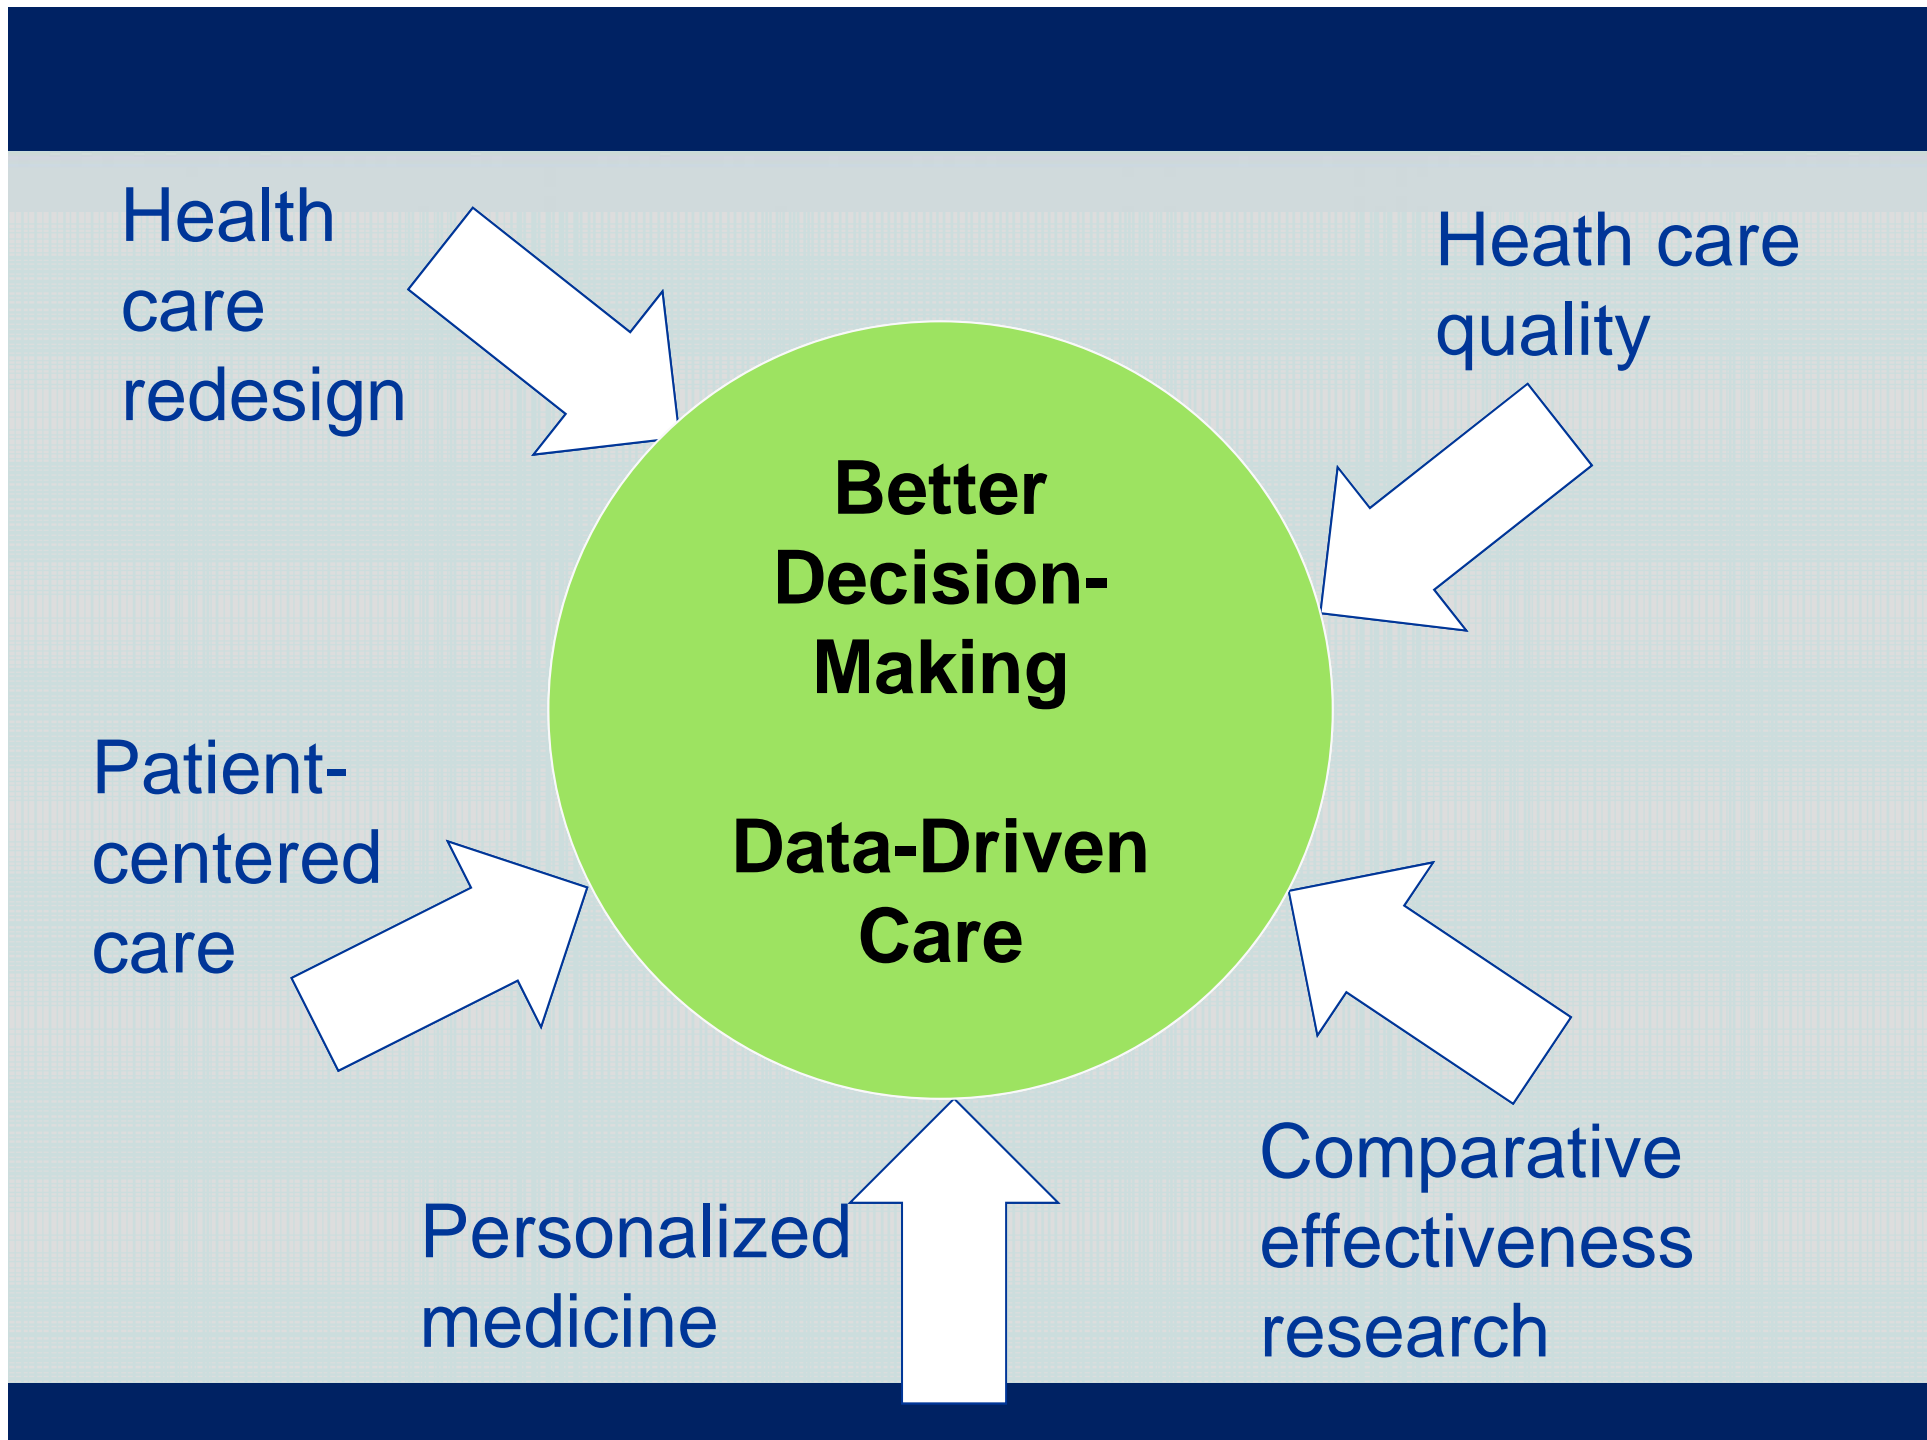 Health
care
redesign
Heath care
quality
Better
Decision-
Making
Data-Driven
Care
Patient-
centered
care
Personalized
medicine
Comparative
effectiveness
research